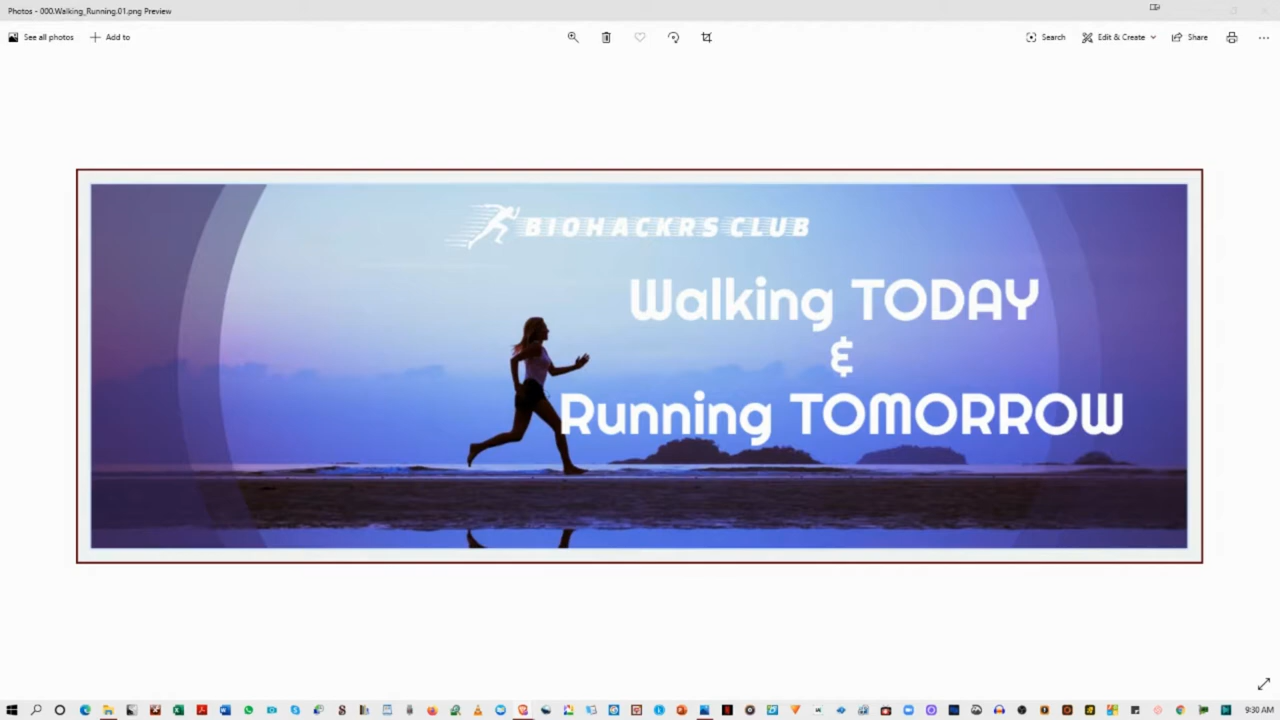 Photos - 000.Walking_Running.01.png Preview
See all photos
Add to
Search
Edit & Create
Share
BIOHACKRS CLUB
Walking TODAY
&
Running TOMORROW
9:30 AM